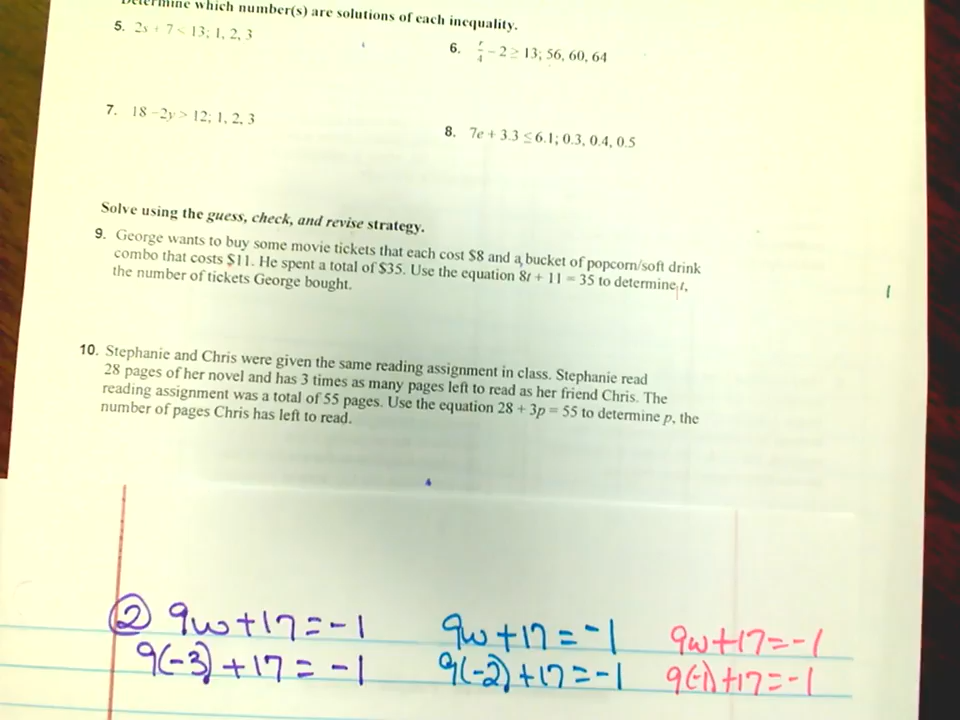 Determine which number(s) are solutions of each inequality.
5. 2s + 7 < 13; 1, 2, 3
6. r/4 − 2 ≥ 13; 56, 60, 64
7. 18 − 2y > 12; 1, 2, 3
8. 7e + 3.3 ≤ 6.1; 0.3, 0.4, 0.5
Solve using the guess, check, and revise strategy.
9. George wants to buy some movie tickets that each cost $8 and a bucket of popcorn/soft drink
combo that costs $11. He spent a total of $35. Use the equation 8t + 11 = 35 to determine t,
the number of tickets George bought.
10. Stephanie and Chris were given the same reading assignment in class. Stephanie read
28 pages of her novel and has 3 times as many pages left to read as her friend Chris. The
reading assignment was a total of 55 pages. Use the equation 28 + 3p = 55 to determine p, the
number of pages Chris has left to read.
2 9w+17=-1 9w+17=-1 9w+17=-1
9(-3)+17=-1 9(-2)+17=-1 9(-1)+17=-1